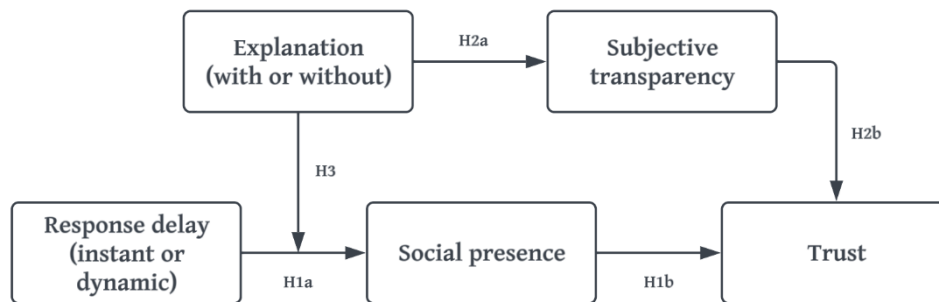 Explanation
(with or without)
H2a
Subjective
transparency
H2b
H3
Response delay
(instant or
dynamic)
H1a
Social presence
H1b
Trust